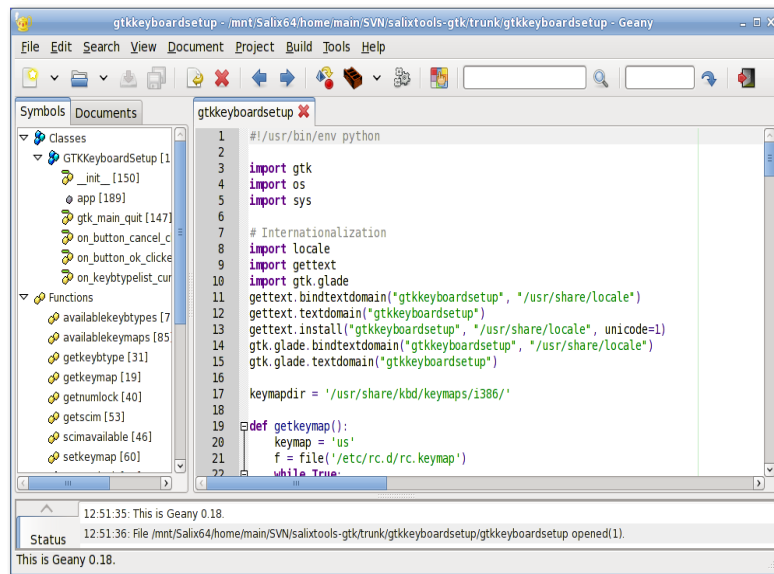 gtkkeyboardsetup - /mnt/Salix64/home/main/SVN/salixtools-gtk/trunk/gtkkeyboardsetup - Geany
File Edit Search View Document Project Build Tools Help
Symbols Documents
gtkkeyboardsetup
Classes
GTKKeyboardSetup [1
__init__ [150]
app [189]
gtk_main_quit [147]
on_button_cancel_c
on_button_ok_clicke
on_keybtypelist_cur
Functions
availablekeybtypes [7
availablekeymaps [85]
getkeybtype [31]
getkeymap [19]
getnumlock [40]
getscim [53]
scimavailable [46]
setkeymap [60]
1 #!/usr/bin/env python
2
3 import gtk
4 import os
5 import sys
6
7 # Internationalization
8 import locale
9 import gettext
10 import gtk.glade
11 gettext.bindtextdomain("gtkkeyboardsetup", "/usr/share/locale")
12 gettext.textdomain("gtkkeyboardsetup")
13 gettext.install("gtkkeyboardsetup", "/usr/share/locale", unicode=1)
14 gtk.glade.bindtextdomain("gtkkeyboardsetup", "/usr/share/locale")
15 gtk.glade.textdomain("gtkkeyboardsetup")
16
17 keymapdir = '/usr/share/kbd/keymaps/i386/'
18
19 def getkeymap():
20 keymap = 'us'
21 f = file('/etc/rc.d/rc.keymap')
22 while True:
Status
12:51:35: This is Geany 0.18.
12:51:36: File /mnt/Salix64/home/main/SVN/salixtools-gtk/trunk/gtkkeyboardsetup/gtkkeyboardsetup opened(1).
This is Geany 0.18.